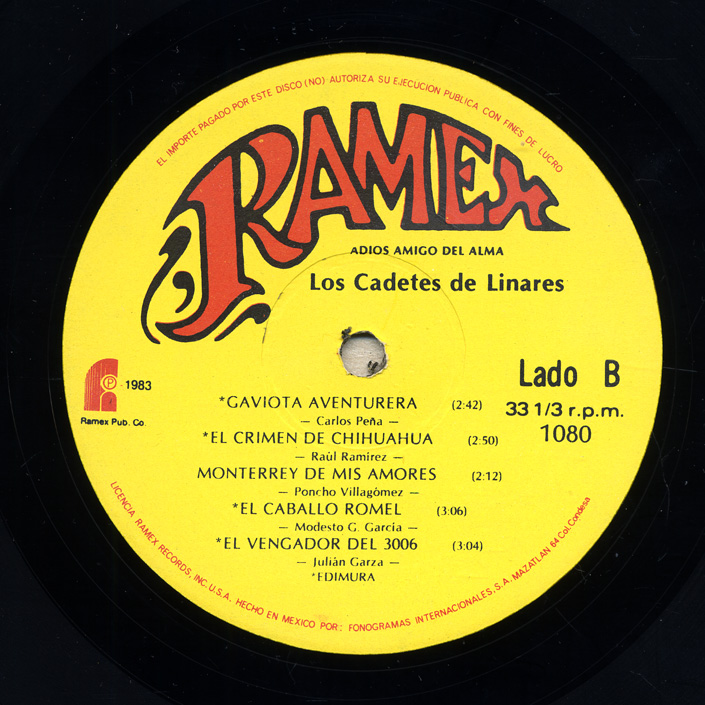 EL IMPORTE PAGADO POR ESTE DISCO (NO) AUTORIZA SU EJECUCION PUBLICA CON FINES DE LUCRO
RAMEX
ADIOS AMIGO DEL ALMA
Los Cadetes de Linares
℗ 1983
Ramex Pub. Co.
Lado B
33 1/3 r.p.m.
1080
*GAVIOTA AVENTURERA (2:42)
— Carlos Peña —
*EL CRIMEN DE CHIHUAHUA (2:50)
— Raúl Ramírez —
MONTERREY DE MIS AMORES (2:12)
— Poncho Villagómez —
*EL CABALLO ROMEL (3:06)
— Modesto G. García —
*EL VENGADOR DEL 3006 (3:04)
— Julián Garza —
*EDIMURA
LICENCIA RAMEX RECORDS, INC. U.S.A. HECHO EN MEXICO POR: FONOGRAMAS INTERNACIONALES, S.A. MAZATLAN 64 Col. Condesa